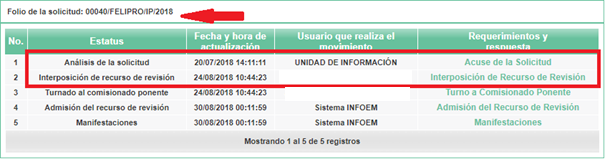 Folio de la solicitud: 00040/FELIPRO/IP/2018
No. Estatus Fecha y hora de actualización Usuario que realiza el movimiento Requerimientos y respuesta
1 Análisis de la solicitud 20/07/2018 14:11:11 UNIDAD DE INFORMACIÓN Acuse de la Solicitud
2 Interposición de recurso de revisión 24/08/2018 10:44:23 Interposición de Recurso de Revisión
3 Turnado al comisionado ponente 24/08/2018 10:44:23 Turno a Comisionado Ponente
4 Admisión del recurso de revisión 30/08/2018 00:11:59 Sistema INFOEM Admisión del Recurso de Revisión
5 Manifestaciones 30/08/2018 00:11:59 Sistema INFOEM Manifestaciones
Mostrando 1 al 5 de 5 registros